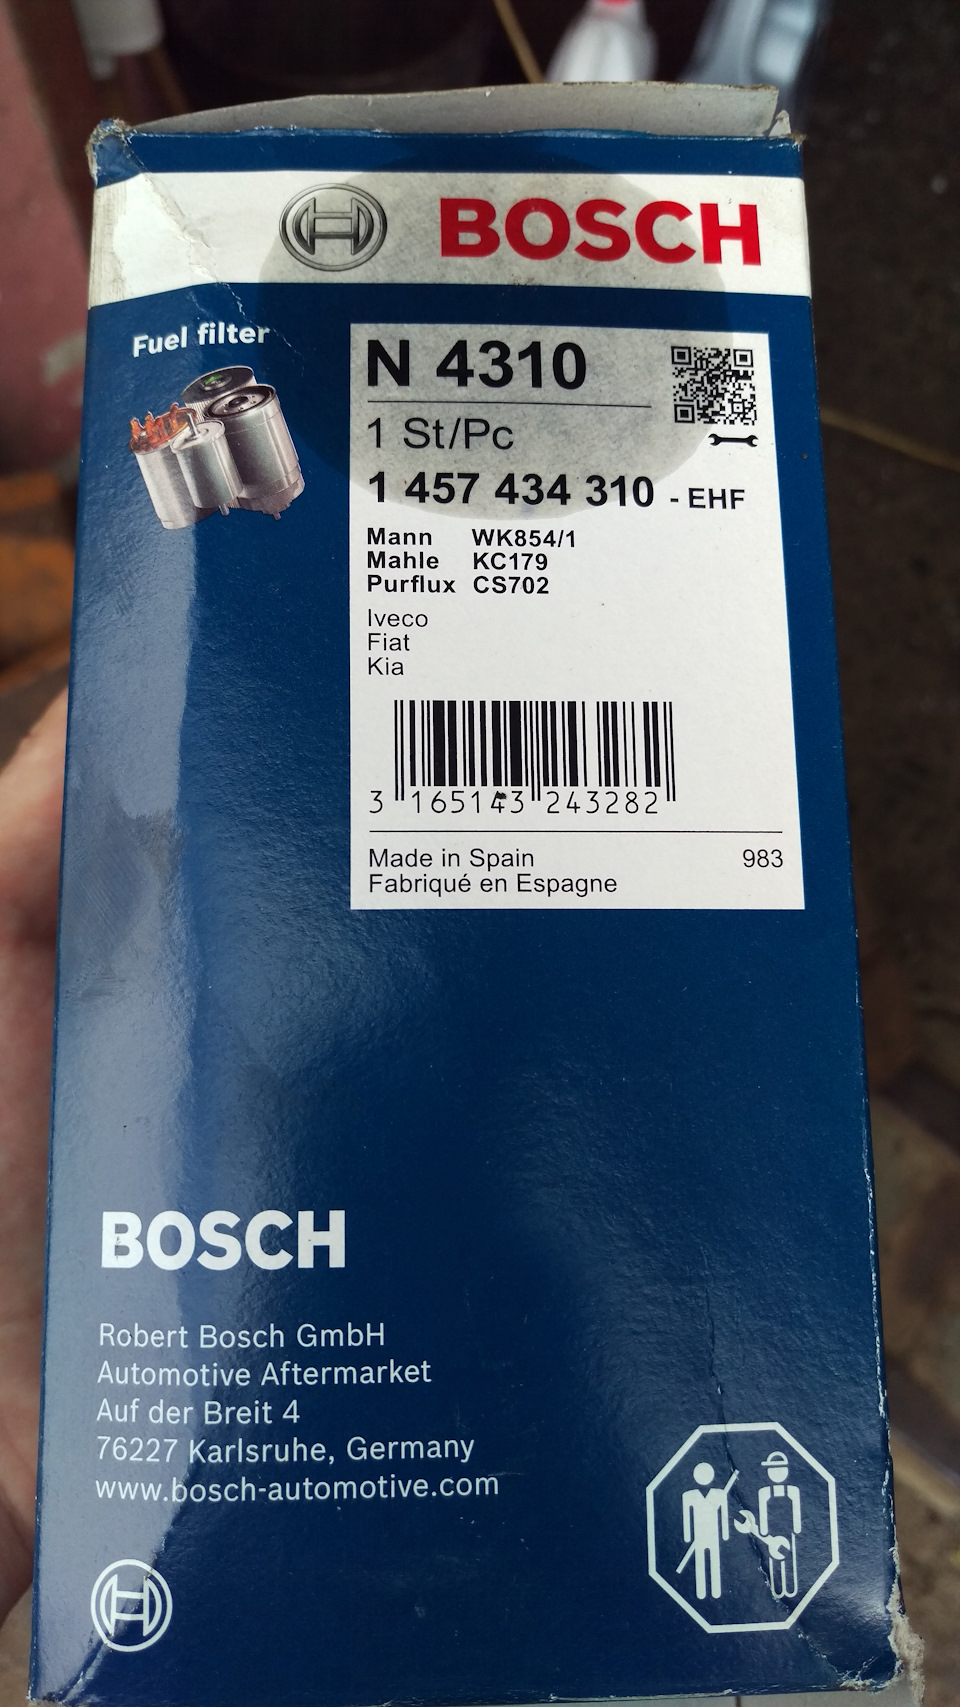 BOSCH
Fuel filter
N 4310
1 St/Pc
1 457 434 310 - EHF
Mann WK854/1
Mahle KC179
Purflux CS702
Iveco
Fiat
Kia
3 165143 243282
Made in Spain 983
Fabriqué en Espagne
BOSCH
Robert Bosch GmbH
Automotive Aftermarket
Auf der Breit 4
76227 Karlsruhe, Germany
www.bosch-automotive.com